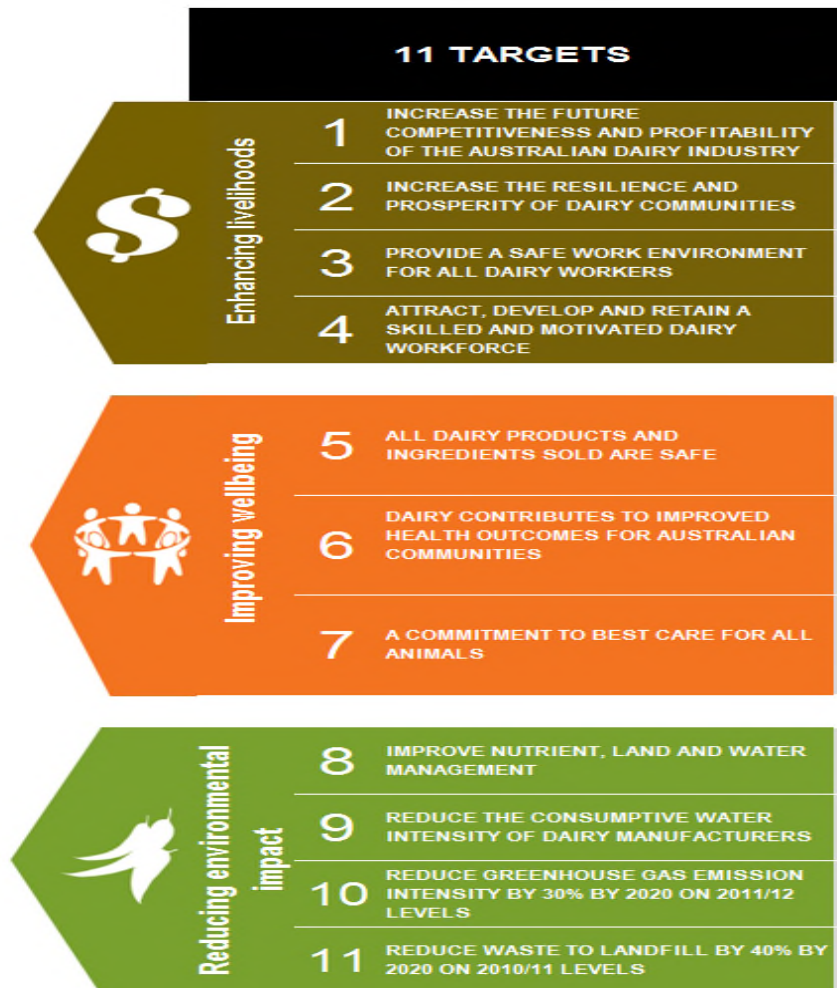 11 TARGETS
Enhancing livelihoods
1
INCREASE THE FUTURE
COMPETITIVENESS AND PROFITABILITY
OF THE AUSTRALIAN DAIRY INDUSTRY
2
INCREASE THE RESILIENCE AND
PROSPERITY OF DAIRY COMMUNITIES
3
PROVIDE A SAFE WORK ENVIRONMENT
FOR ALL DAIRY WORKERS
4
ATTRACT, DEVELOP AND RETAIN A
SKILLED AND MOTIVATED DAIRY
WORKFORCE
Improving wellbeing
5
ALL DAIRY PRODUCTS AND
INGREDIENTS SOLD ARE SAFE
6
DAIRY CONTRIBUTES TO IMPROVED
HEALTH OUTCOMES FOR AUSTRALIAN
COMMUNITIES
7
A COMMITMENT TO BEST CARE FOR ALL
ANIMALS
Reducing environmental
impact
8
IMPROVE NUTRIENT, LAND AND WATER
MANAGEMENT
9
REDUCE THE CONSUMPTIVE WATER
INTENSITY OF DAIRY MANUFACTURERS
10
REDUCE GREENHOUSE GAS EMISSION
INTENSITY BY 30% BY 2020 ON 2011/12
LEVELS
11
REDUCE WASTE TO LANDFILL BY 40% BY
2020 ON 2010/11 LEVELS